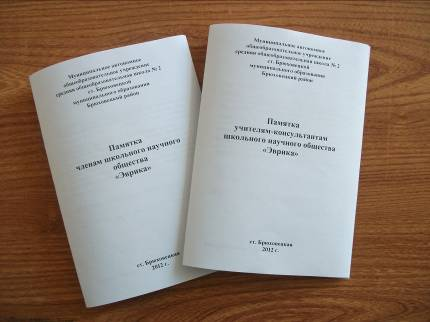 Муниципальное автономное
общеобразовательное учреждение
средняя общеобразовательная школа № 2
ст. Брюховецкой
муниципального образования
Брюховецкий район
Памятка
членам школьного научного
общества
«Эврика»
ст. Брюховецкая
2012 г.
Муниципальное автономное
общеобразовательное учреждение
средняя общеобразовательная школа № 2
ст. Брюховецкой
муниципального образования
Брюховецкий район
Памятка
учителям-консультантам
школьного научного общества
«Эврика»
ст. Брюховецкая
2012 г.